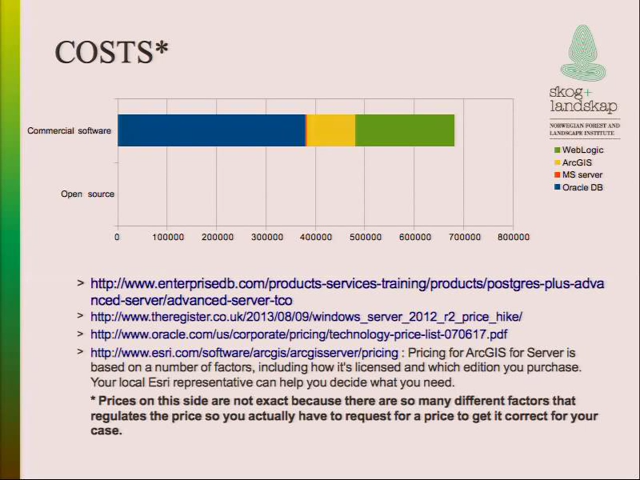 COSTS*
skog+
landskap
NORWEGIAN FOREST AND
LANDSCAPE INSTITUTE
Commercial software
Open source
WebLogic
ArcGIS
MS server
Oracle DB
0 100000 200000 300000 400000 500000 600000 700000 800000
> http://www.enterprisedb.com/products-services-training/products/postgres-plus-adva
nced-server/advanced-server-tco
> http://www.theregister.co.uk/2013/08/09/windows_server_2012_r2_price_hike/
> http://www.oracle.com/us/corporate/pricing/technology-price-list-070617.pdf
> http://www.esri.com/software/arcgis/arcgisserver/pricing : Pricing for ArcGIS for Server is
based on a number of factors, including how it's licensed and which edition you purchase.
Your local Esri representative can help you decide what you need.
* Prices on this side are not exact because there are so many different factors that
regulates the price so you actually have to request for a price to get it correct for your
case.